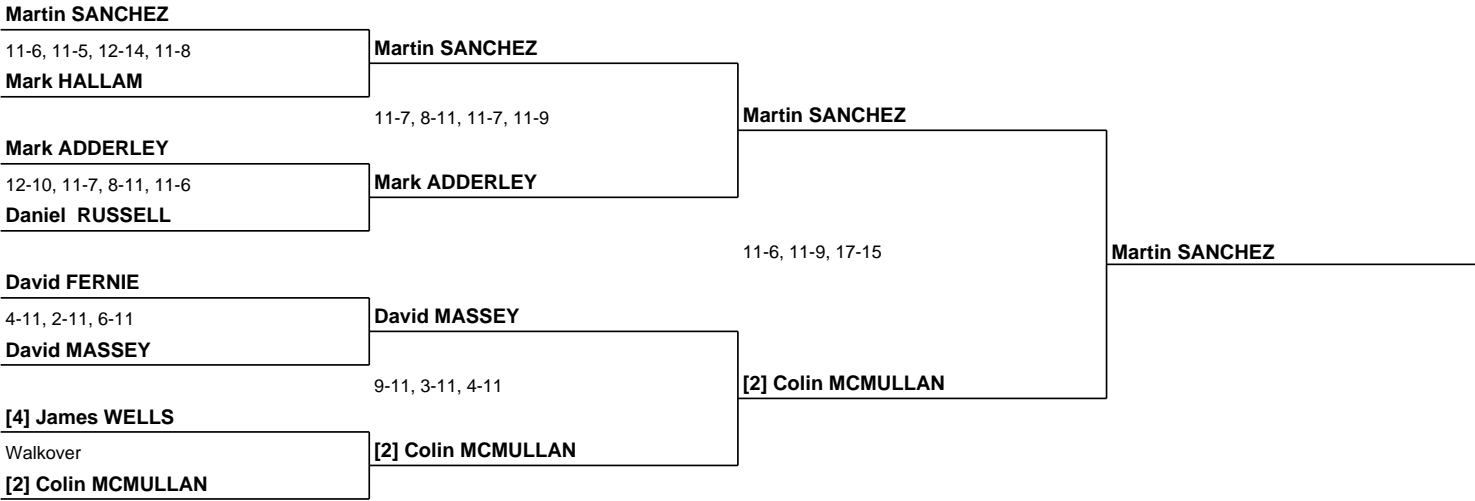 Martin SANCHEZ
11-6, 11-5, 12-14, 11-8
Martin SANCHEZ
Mark HALLAM
11-7, 8-11, 11-7, 11-9
Martin SANCHEZ
Mark ADDERLEY
12-10, 11-7, 8-11, 11-6
Mark ADDERLEY
Daniel  RUSSELL
11-6, 11-9, 17-15
Martin SANCHEZ
David FERNIE
4-11, 2-11, 6-11
David MASSEY
David MASSEY
9-11, 3-11, 4-11
[2] Colin MCMULLAN
[4] James WELLS
Walkover
[2] Colin MCMULLAN
[2] Colin MCMULLAN